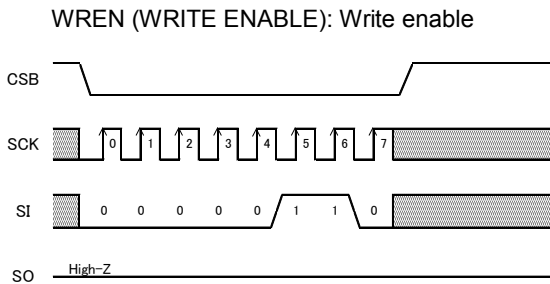 WREN (WRITE ENABLE): Write enable
CSB
SCK 0 1 2 3 4 5 6 7
SI 0 0 0 0 0 1 1 0
High-Z
SO